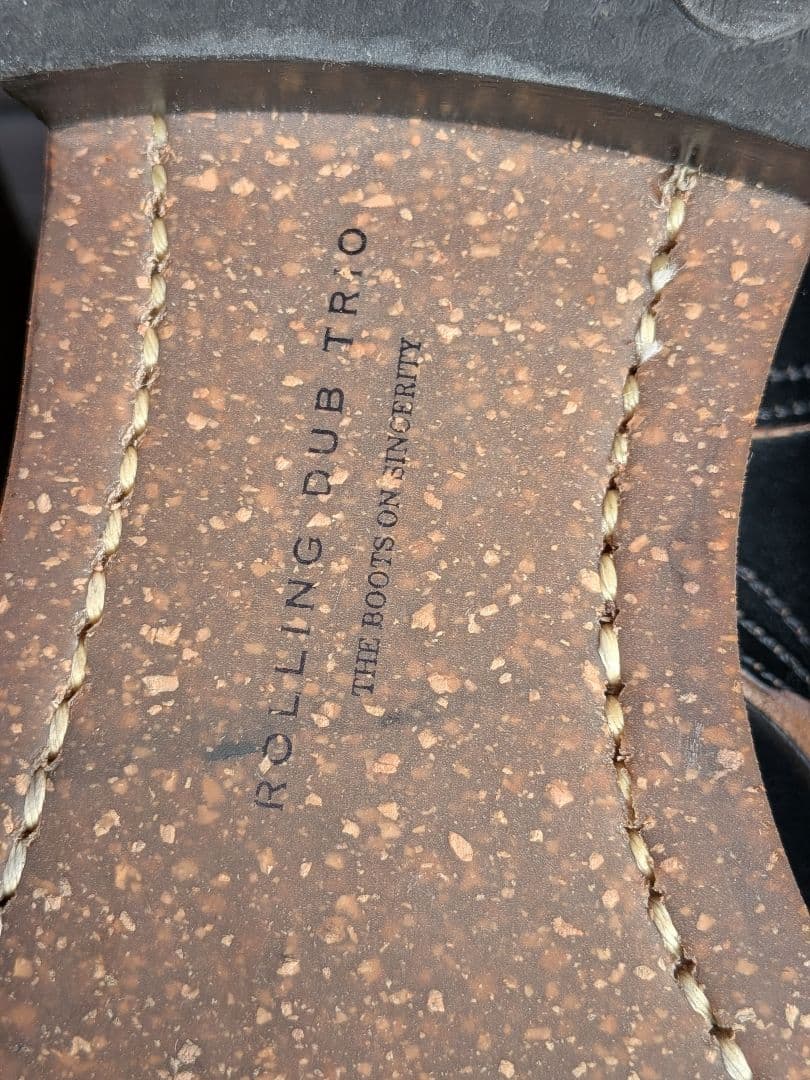 ROLLING DUB TRIO
THE BOOTS ON SINCERITY